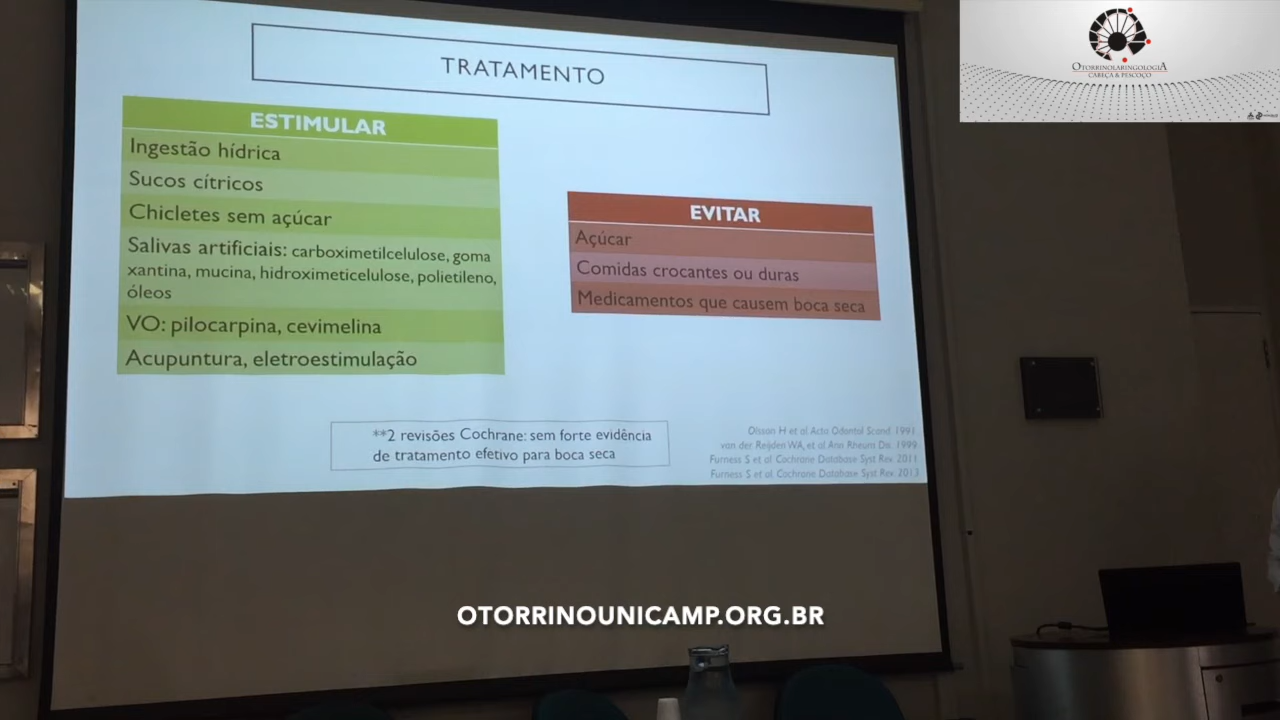 TRATAMENTO
ESTIMULAR
Ingestão hídrica
Sucos cítricos
Chicletes sem açúcar
Salivas artificiais: carboximetilcelulose, goma
xantina, mucina, hidroximeticelulose, polietileno,
óleos
VO: pilocarpina, cevimelina
Acupuntura, eletroestimulação
EVITAR
Açúcar
Comidas crocantes ou duras
Medicamentos que causem boca seca
**2 revisões Cochrane: sem forte evidência
de tratamento efetivo para boca seca
Olsson H et al. Acta Odontol Scand. 1991
van der Reijden WA, et al. Ann Rheum Dis. 1999
Furness S et al. Cochrane Database Syst Rev. 2011
Furness S et al. Cochrane Database Syst Rev. 2013
OTORRINOLARINGOLOGIA
CABEÇA & PESCOÇO
OTORRINOUNICAMP.ORG.BR